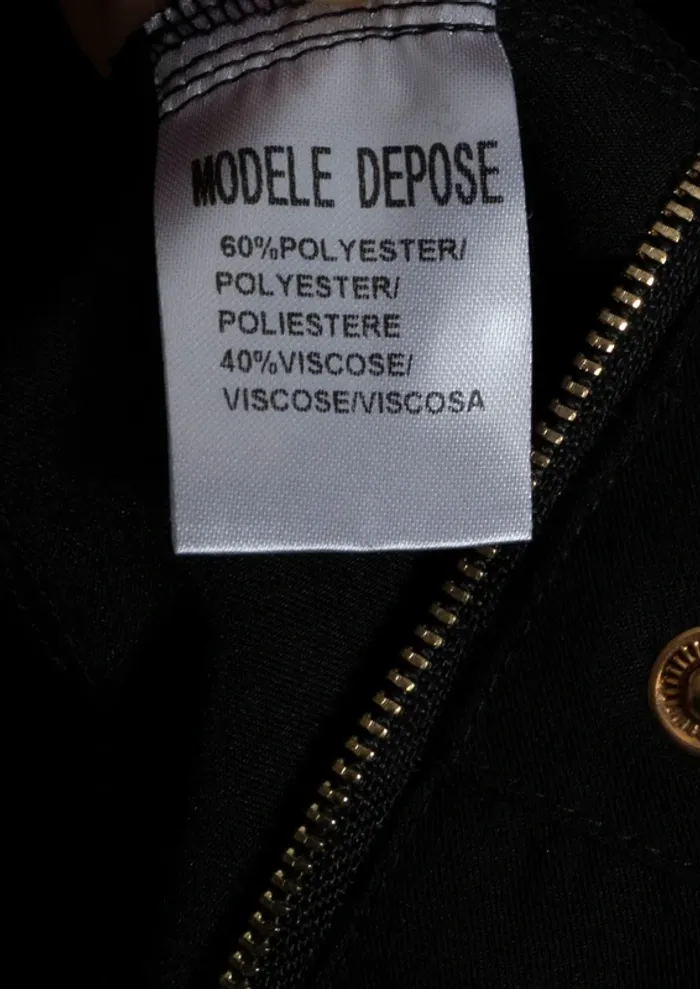 MODELE DEPOSE
60%POLYESTER/
POLYESTER/
POLIESTERE
40%VISCOSE/
VISCOSE/VISCOSA